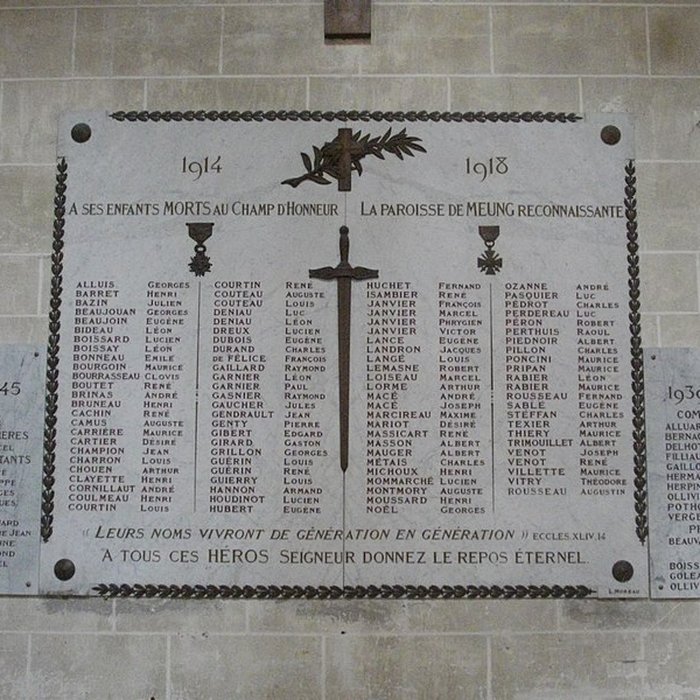 1914
1918
A SES ENFANTS MORTS AU CHAMP D'HONNEUR
LA PAROISSE DE MEUNG RECONNAISSANTE
ALLUIS GEORGES
BARRET HENRI
BAZIN JULIEN
BEAUJOUAN GEORGES
BEAUJOIN EUGÈNE
BIDEAU LÉON
BOISSARD LUCIEN
BOISSAY LÉON
BONNEAU EMILE
BOURGOIN MAURICE
BOURRASSEAU CLOVIS
BOUTET RENÉ
BRINAS ANDRÉ
BRUNEAU HENRI
CACHIN RENÉ
CAMUS AUGUSTE
CARRIÈRE MAURICE
CARTIER DÉSIRÉ
CHAMPION JEAN
CHARRON LOUIS
CHOUEN ARTHUR
CLAYETTE HENRI
CORNILLAUT ANDRÉ
COULMEAU HENRI
COURTIN LOUIS
COURTIN RENÉ
COUTEAU AUGUSTE
COUTEAU LOUIS
DENIAU LUC
DENIAU LÉON
DREUX LUCIEN
DUBOIS EUGÈNE
DURAND CHARLES
DE FÉLICE FRANÇOIS
GAILLARD RAYMOND
GARNIER LÉON
GARNIER PAUL
GASNIER RAYMOND
GAUCHER JULES
GENDRAULT JEAN
GENTY PIERRE
GIBERT EDGARD
GIRARD GASTON
GRILLON GEORGES
GUÉRIN LOUIS
GUÉRIN RENÉ
GUIERRY LOUIS
HANNON ARMAND
HOUDINOT LUCIEN
HUBERT EUGÈNE
HUCHET FERNAND
ISAMBIER RENÉ
JANVIER FRANÇOIS
JANVIER MARCEL
JANVIER PHRYGIEN
JANVIER VICTOR
LANCE EUGÈNE
LANDRON JACQUES
LANGÉ LOUIS
LEMASNE ROBERT
LOISEAU MARCEL
LORME ARTHUR
MACÉ ANDRÉ
MACÉ JOSEPH
MARCIREAU MAXIME
MARIOT DÉSIRÉ
MASSICART RENÉ
MASSON ALBERT
MAUGER ALBERT
MÉTAIS CHARLES
MICHOUX HENRI
MOMMARCHÉ LUCIEN
MONTMORY AUGUSTE
MOUSSARD HENRI
NOËL GEORGES
OZANNE ANDRÉ
PASQUIER LUC
PÉDROT CHARLES
PERDEREAU LUC
PÉRON ROBERT
PERTHUIS RAOUL
PIEDNOIR ALBERT
PILLON CHARLES
PONCINI MAURICE
PRIPAN MAURICE
RABIER LÉON
RABIER MAURICE
ROUSSEAU FERNAND
SABLÉ EUGÈNE
STÉFFAN CHARLES
TEXIER ARTHUR
THIERY MAURICE
TRIMOUILLET ALBERT
VENOT JOSEPH
VENOT RENÉ
VILLETTE MAURICE
VITRY THÉODORE
ROUSSEAU AUGUSTIN
"LEURS NOMS VIVRONT DE GÉNÉRATION EN GÉNÉRATION" ECCLES.XLIV.14
A TOUS CES HÉROS SEIGNEUR DONNEZ LE REPOS ÉTERNEL.
L. MOREAU